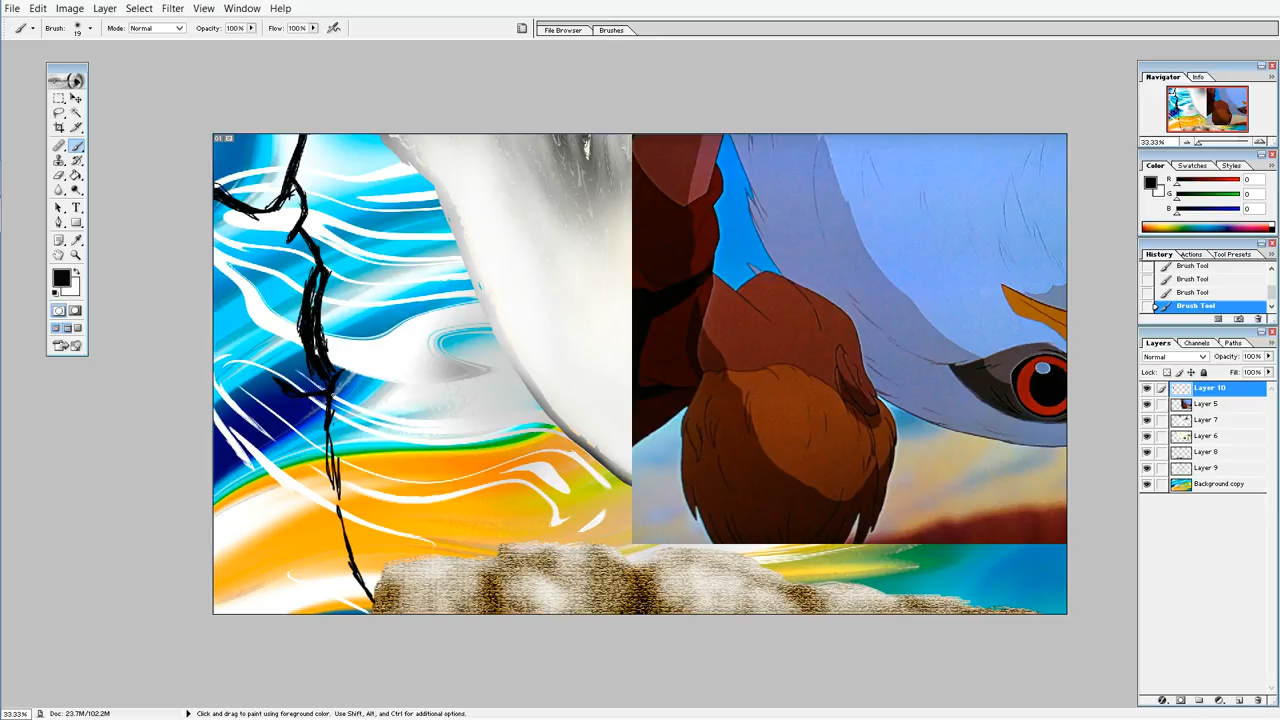 File Edit Image Layer Select Filter View Window Help
Brush: 19 Mode: Normal Opacity: 100% Flow: 100% File Browser Brushes
Navigator Info
01
33.33%
Color Swatches Styles
R 0
G 0
B 0
History Actions Tool Presets
Brush Tool
Brush Tool
Brush Tool
Brush Tool
Layers Channels Paths
Normal Opacity: 100%
Lock: Fill: 100%
Layer 10
Layer 5
Layer 7
Layer 6
Layer 8
Layer 9
Background copy
33.33% Doc: 23.7M/102.2M Click and drag to paint using foreground color. Use Shift, Alt, and Ctrl for additional options.